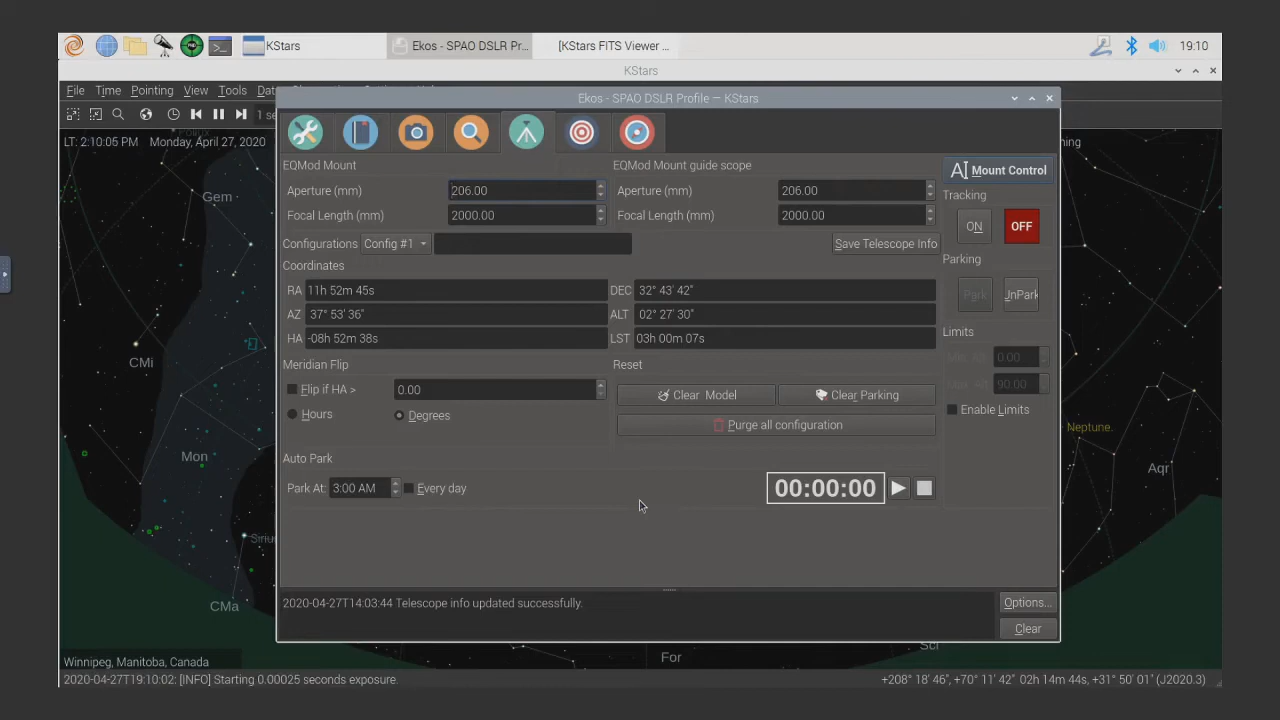 KStars
Ekos - SPAO DSLR Pr...
[KStars FITS Viewer ...
19:10
KStars
File Time Pointing View Tools
Ekos - SPAO DSLR Profile — KStars
LT: 2:10:05 PM Monday, April 27, 2020
EQMod Mount
EQMod Mount guide scope
Mount Control
Aperture (mm) 206.00
Aperture (mm) 206.00
Tracking
Focal Length (mm) 2000.00
Focal Length (mm) 2000.00
ON OFF
Configurations Config #1
Save Telescope Info
Parking
Coordinates
RA 11h 52m 45s
DEC 32° 43' 42"
Park UnPark
AZ 37° 53' 36"
ALT 02° 27' 30"
HA -08h 52m 38s
LST 03h 00m 07s
Limits
Min. Alt 0.00
Max. Alt 90.00
Enable Limits
Meridian Flip
Reset
Flip if HA > 0.00
Clear Model
Clear Parking
Hours Degrees
Purge all configuration
Auto Park
Park At: 3:00 AM Every day
00:00:00
2020-04-27T14:03:44 Telescope info updated successfully.
Options...
Clear
Gem
CMi
Mon
Sirius
CMa
Neptune.
Aqr
For
Scl
Winnipeg, Manitoba, Canada
2020-04-27T19:10:02: [INFO] Starting 0.00025 seconds exposure.
+208° 18' 46", +70° 11' 42" 02h 14m 44s, +31° 50' 01" (J2020.3)